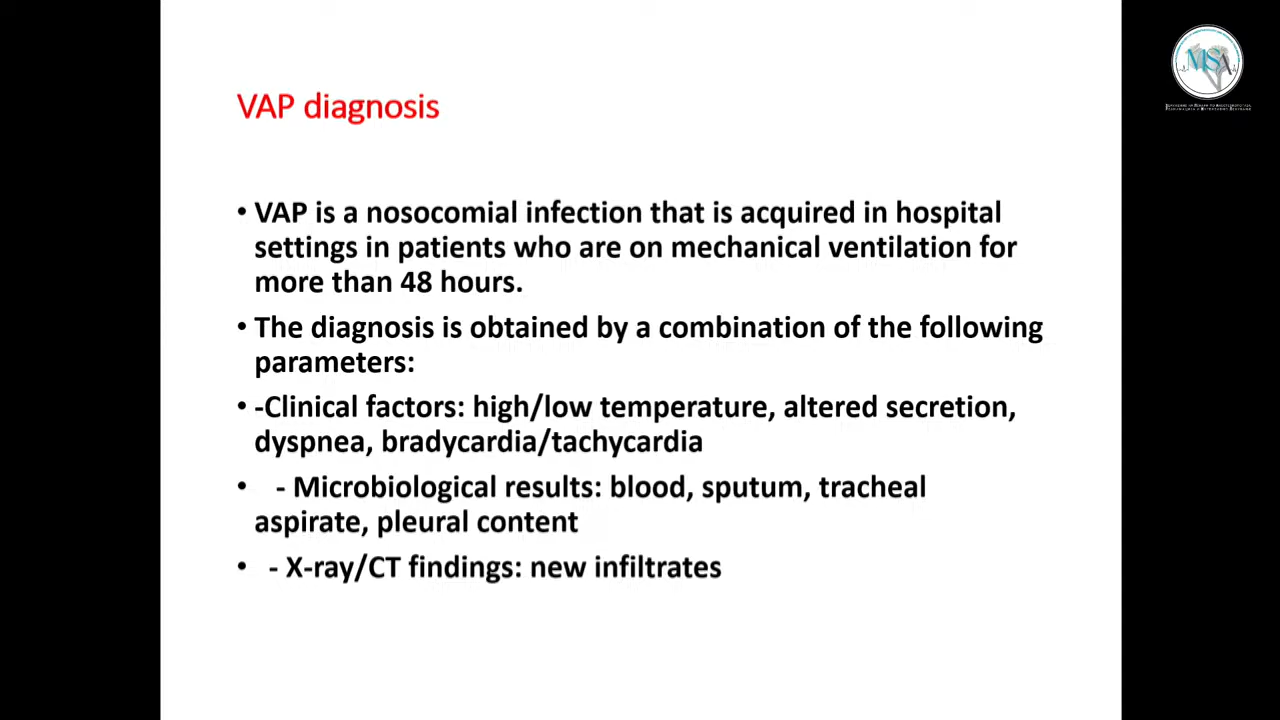 VAP diagnosis
• VAP is a nosocomial infection that is acquired in hospital
settings in patients who are on mechanical ventilation for
more than 48 hours.
• The diagnosis is obtained by a combination of the following
parameters:
• -Clinical factors: high/low temperature, altered secretion,
dyspnea, bradycardia/tachycardia
• - Microbiological results: blood, sputum, tracheal
aspirate, pleural content
• - X-ray/CT findings: new infiltrates
MSA